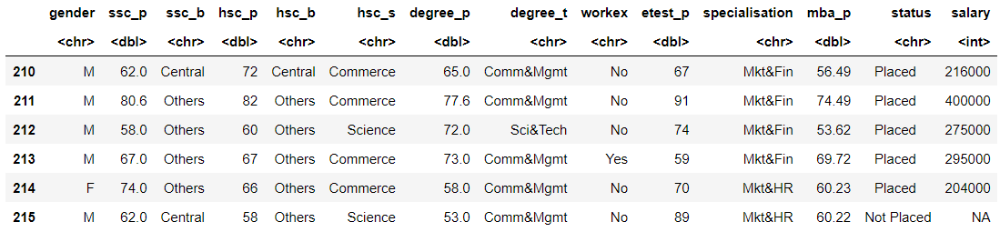 gender ssc_p ssc_b hsc_p hsc_b hsc_s degree_p degree_t workex etest_p specialisation mba_p status salary
<chr> <dbl> <chr> <dbl> <chr> <chr> <dbl> <chr> <chr> <dbl> <chr> <dbl> <chr> <int>
210 M 62.0 Central 72 Central Commerce 65.0 Comm&Mgmt No 67 Mkt&Fin 56.49 Placed 216000
211 M 80.6 Others 82 Others Commerce 77.6 Comm&Mgmt No 91 Mkt&Fin 74.49 Placed 400000
212 M 58.0 Others 60 Others Science 72.0 Sci&Tech No 74 Mkt&Fin 53.62 Placed 275000
213 M 67.0 Others 67 Others Commerce 73.0 Comm&Mgmt Yes 59 Mkt&Fin 69.72 Placed 295000
214 F 74.0 Others 66 Others Commerce 58.0 Comm&Mgmt No 70 Mkt&HR 60.23 Placed 204000
215 M 62.0 Central 58 Others Science 53.0 Comm&Mgmt No 89 Mkt&HR 60.22 Not Placed NA